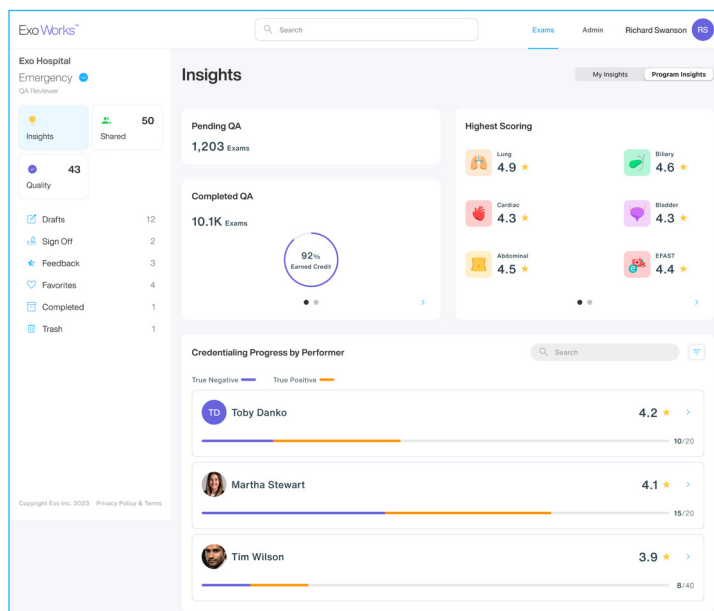 Exo Works™
Search
Exams
Admin
Richard Swanson
RS
Exo Hospital
Emergency
QA Reviewer
Insights
50
Shared
43
Quality
Drafts 12
Sign Off 2
Feedback 3
Favorites 4
Completed 1
Trash 1
Copyright Exo Inc. 2023 Privacy Policy & Terms
Insights
My Insights
Program Insights
Pending QA
1,203 Exams
Completed QA
10.1K Exams
92%
Earned Credit
Highest Scoring
Lung
4.9
Biliary
4.6
Cardiac
4.3
Bladder
4.3
Abdominal
4.5
EFAST
4.4
Credentialing Progress by Performer
Search
True Negative
True Positive
TD Toby Danko 4.2
10/20
Martha Stewart 4.1
15/20
Tim Wilson 3.9
8/40